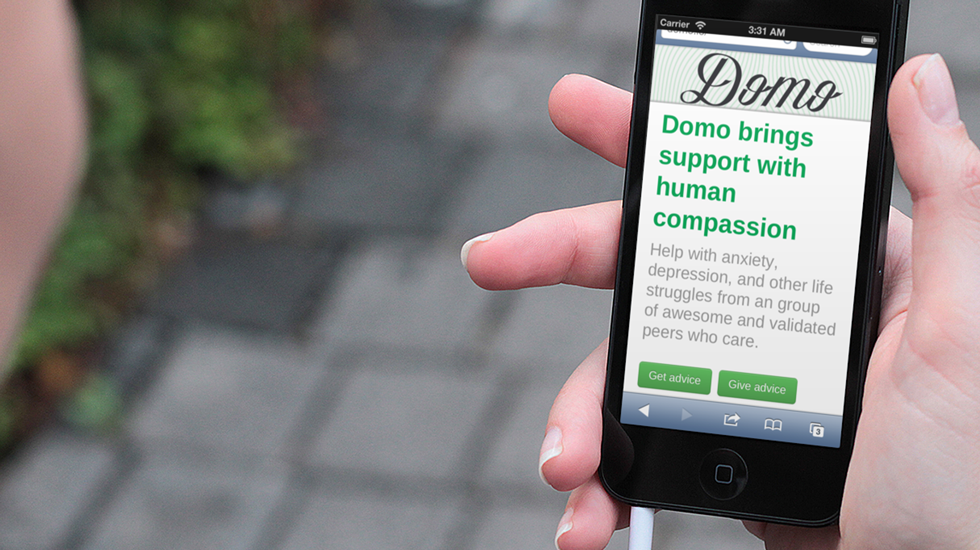 Carrier 3:31 AM
Domo
Domo brings
support with
human
compassion
Help with anxiety,
depression, and other life
struggles from an group
of awesome and validated
peers who care.
Get advice Give advice
3